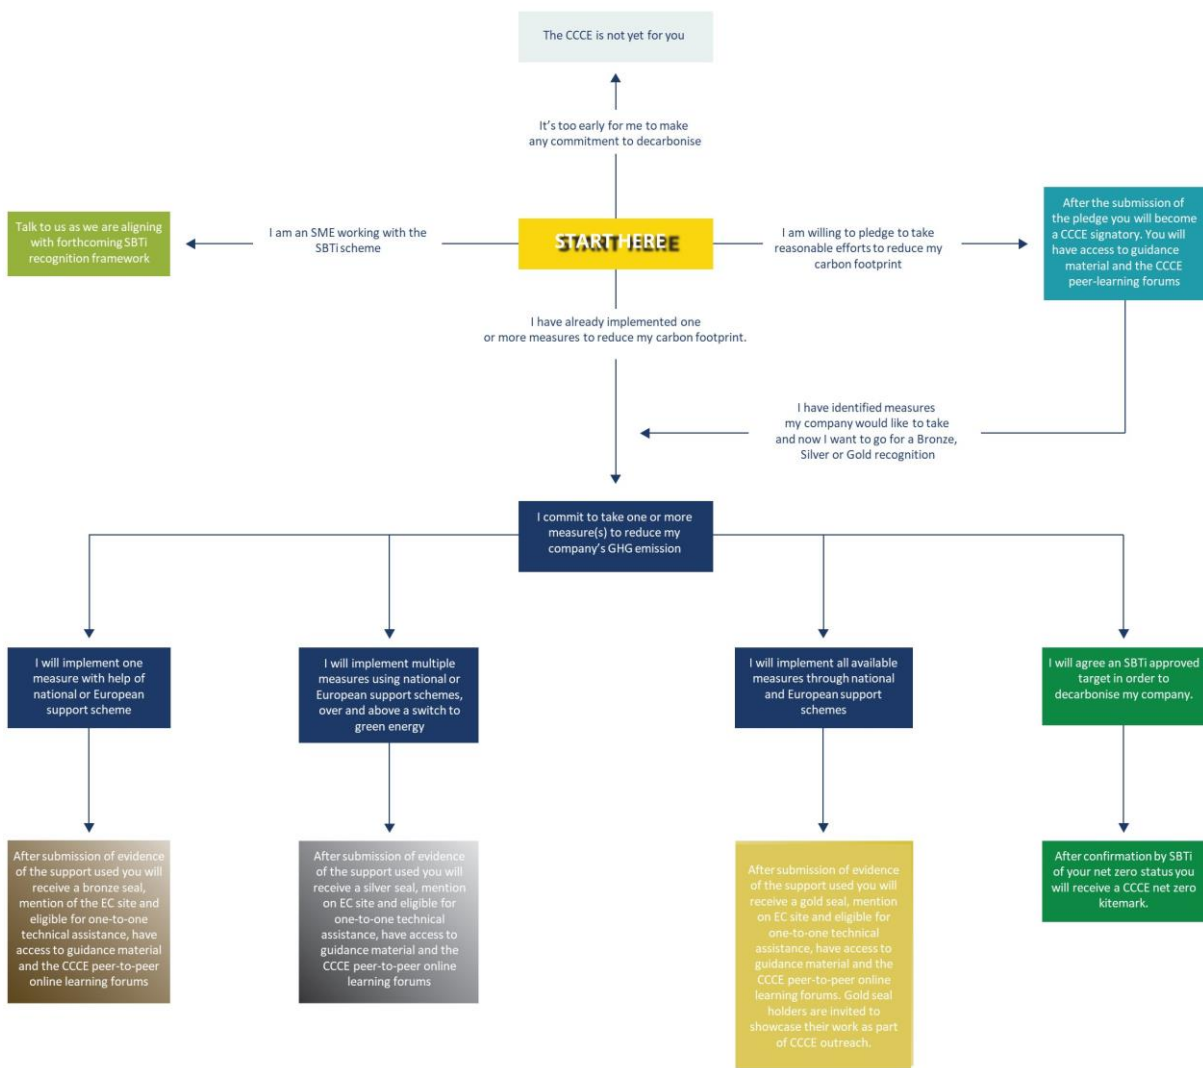 The CCCE is not yet for you
It's too early for me to make
any commitment to decarbonise
Talk to us as we are aligning
with forthcoming SBTi
recognition framework
I am an SME working with the
SBTi scheme
START HERE
I am willing to pledge to take
reasonable efforts to reduce my
carbon footprint
After the submission of
the pledge you will become
a CCCE signatory. You will
have access to guidance
material and the CCCE
peer-learning forums
I have already implemented one
or more measures to reduce my carbon footprint.
I have identified measures
my company would like to take
and now I want to go for a Bronze,
Silver or Gold recognition
I commit to take one or more
measure(s) to reduce my
company's GHG emission
I will implement one
measure with help of
national or European
support scheme
I will implement multiple
measures using national or
European support schemes,
over and above a switch to
green energy
I will implement all available
measures through national
and European support
schemes
I will agree an SBTi approved
target in order to
decarbonise my company.
After submission of evidence
of the support used you will
receive a bronze seal,
mention of the EC site and
eligible for one-to-one
technical assistance, have
access to guidance material
and the CCCE peer-to-peer
online learning forums
After submission of evidence
of the support used you will
receive a silver seal, mention
on EC site and eligible for
one-to-one technical
assistance, have access to
guidance material and the
CCCE peer-to-peer online
learning forums
After submission of evidence
of the support used you will
receive a gold seal, mention
on EC site and eligible for
one-to-one technical
assistance, have access to
guidance material and the
CCCE peer-to-peer online
learning forums. Gold seal
holders are invited to
showcase their work as part
of CCCE outreach.
After confirmation by SBTi
of your net zero status you
will receive a CCCE net zero
kitemark.